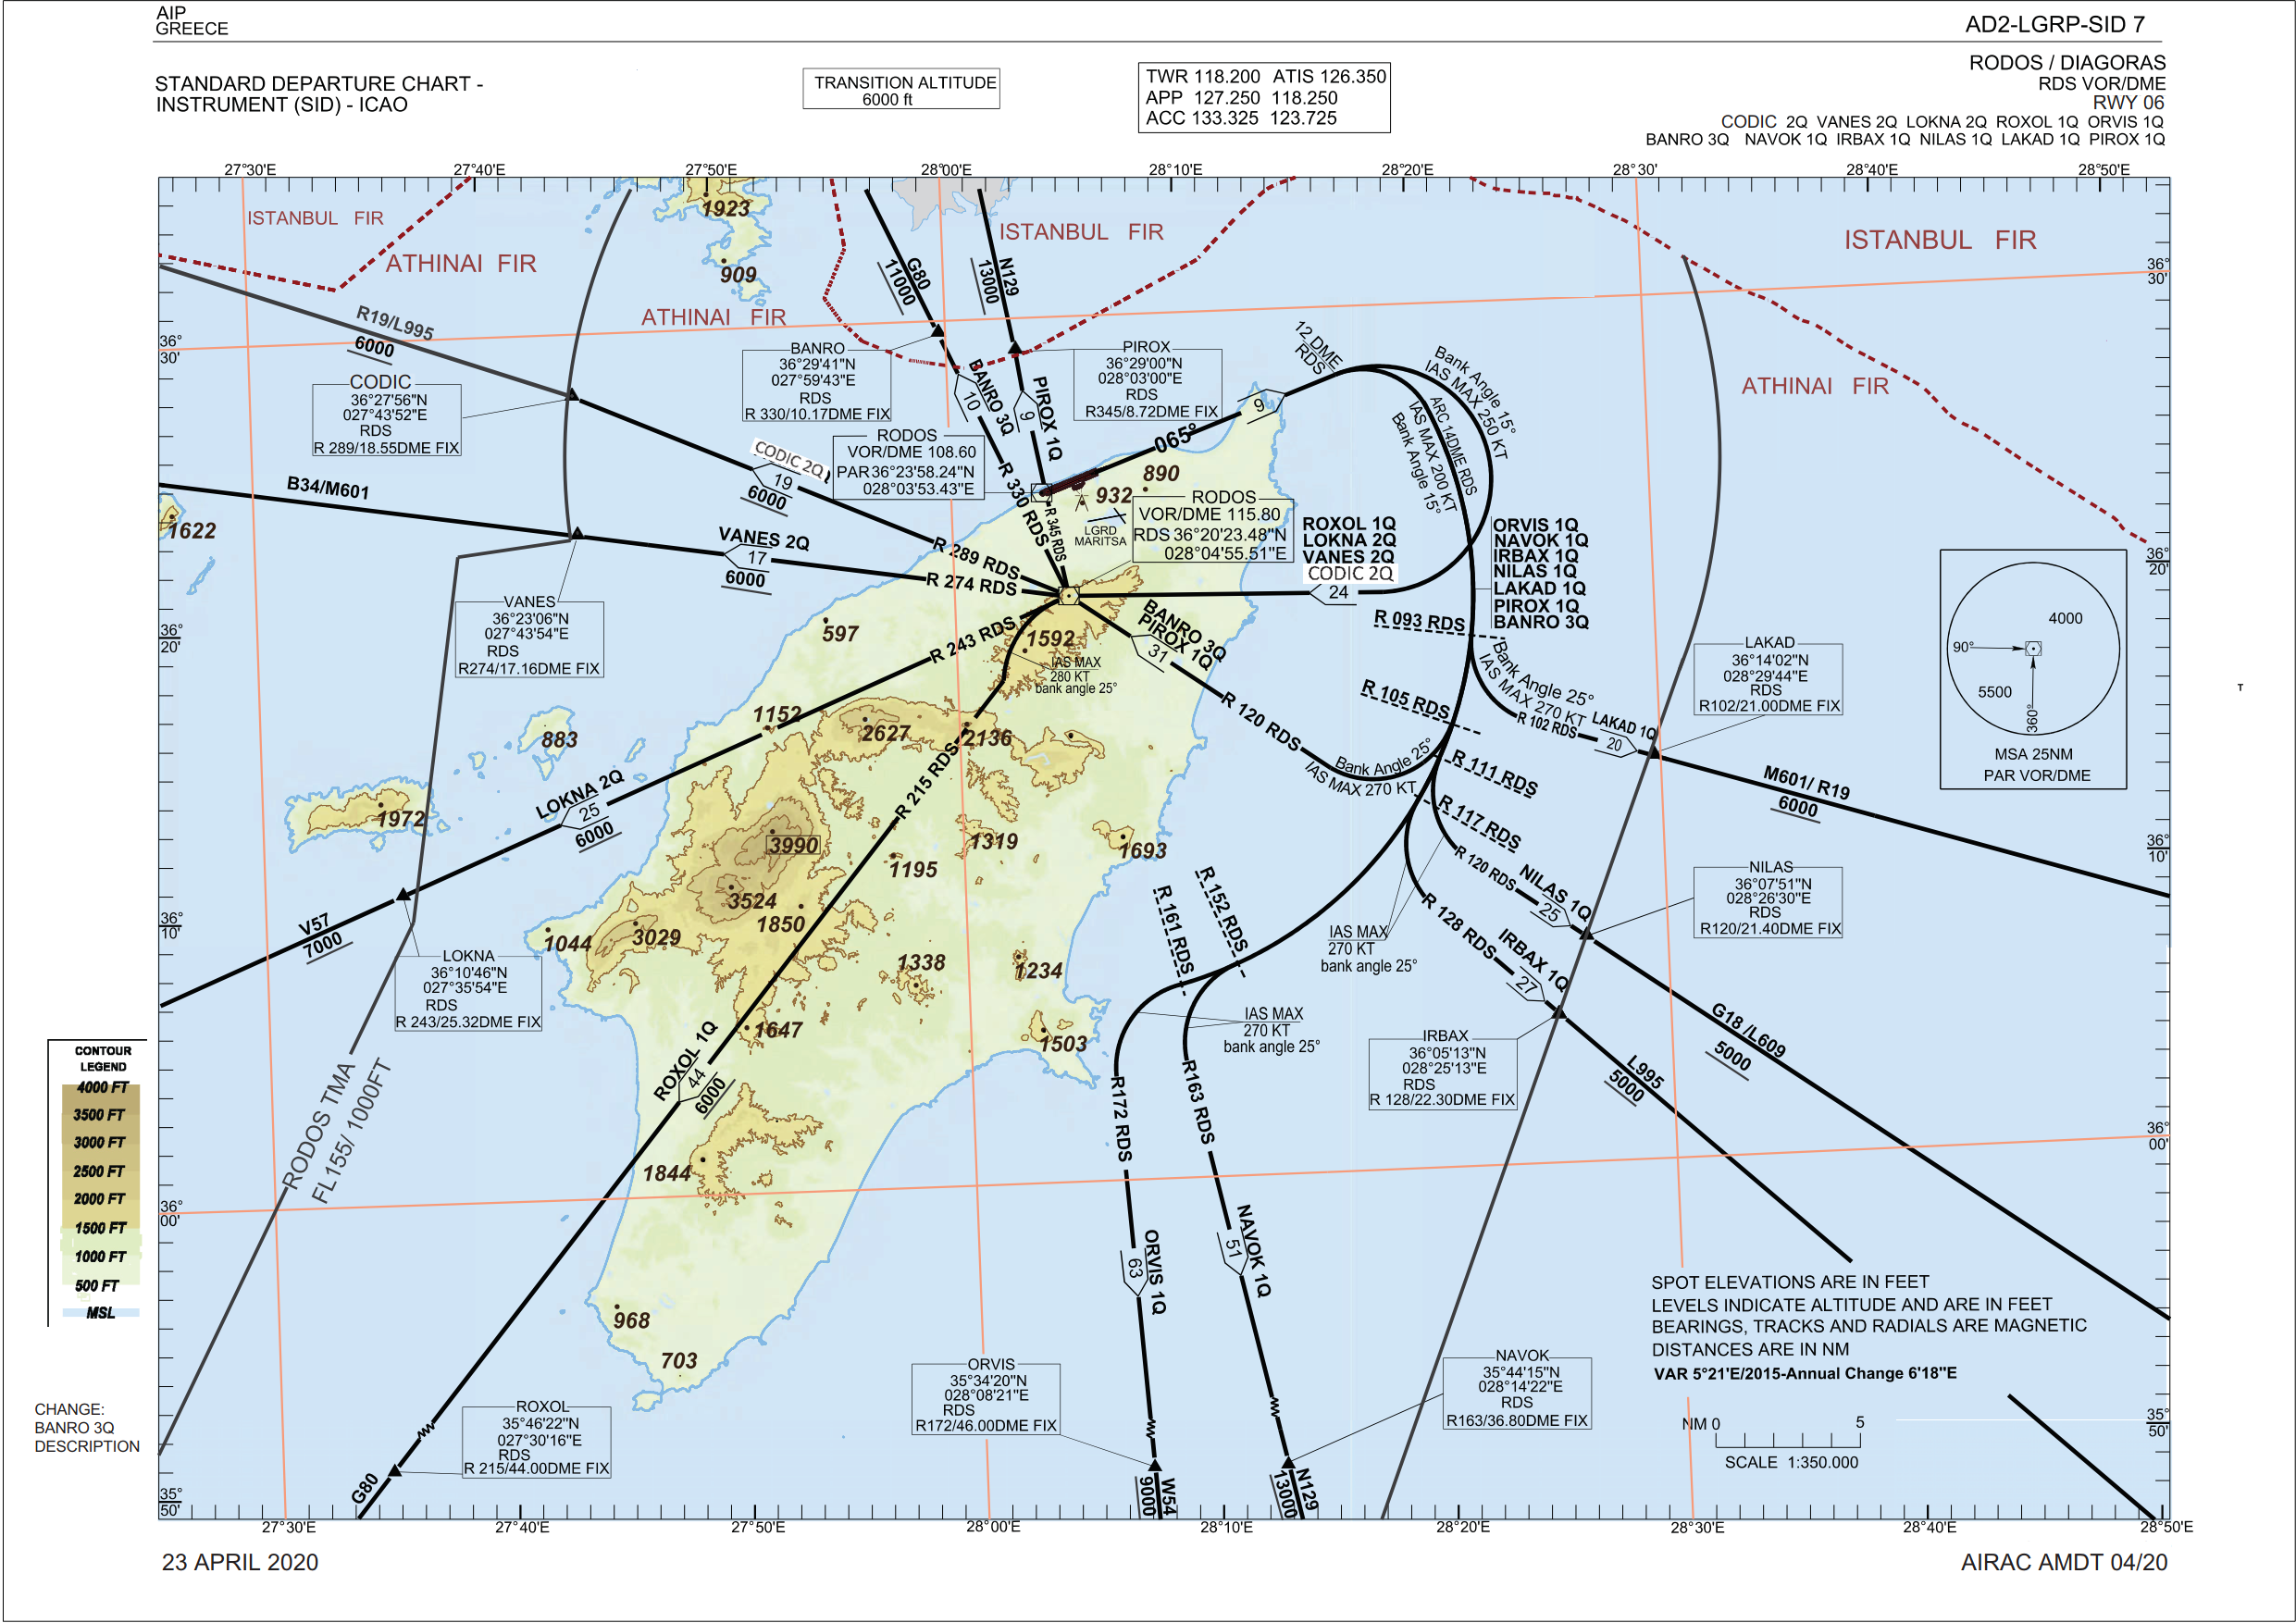 AIP
GREECE
AD2-LGRP-SID 7
STANDARD DEPARTURE CHART -
INSTRUMENT (SID) - ICAO
TRANSITION ALTITUDE
6000 ft
TWR 118.200 ATIS 126.350
APP 127.250 118.250
ACC 133.325 123.725
RODOS / DIAGORAS
RDS VOR/DME
RWY 06
CODIC 2Q VANES 2Q LOKNA 2Q ROXOL 1Q ORVIS 1Q
BANRO 3Q NAVOK 1Q IRBAX 1Q NILAS 1Q LAKAD 1Q PIROX 1Q
27°30'E
27°40'E
27°50'E
28°00'E
28°10'E
28°20'E
28°30'
28°40'E
28°50'E
ISTANBUL FIR
ATHINAI FIR
1923
909
ATHINAI FIR
ISTANBUL FIR
ISTANBUL FIR
ATHINAI FIR
36°
30'
36°
30'
G80
11000
N129
13000
R19/L995
6000
CODIC
36°27'56"N
027°43'52"E
RDS
R 289/18.55DME FIX
BANRO
36°29'41"N
027°59'43"E
RDS
R 330/10.17DME FIX
PIROX
36°29'00"N
028°03'00"E
RDS
R345/8.72DME FIX
BANRO 3Q
10
PIROX 1Q
9
12 DME
RDS
Bank Angle 15°
IAS MAX 250 KT
ARC 14DME RDS
IAS MAX 200 KT
Bank Angle 15°
9
065°
RODOS
VOR/DME 108.60
PAR 36°23'58.24"N
028°03'53.43"E
CODIC 2Q
19
6000
B34/M601
1622
VANES 2Q
17
6000
R 330 RDS
R 345 RDS
R 289 RDS
R 274 RDS
890
932
LGRD
MARITSA
RODOS
VOR/DME 115.80
RDS 36°20'23.48"N
028°04'55.51"E
ROXOL 1Q
LOKNA 2Q
VANES 2Q
CODIC 2Q
24
ORVIS 1Q
NAVOK 1Q
IRBAX 1Q
NILAS 1Q
LAKAD 1Q
PIROX 1Q
BANRO 3Q
36°
20'
36°
20'
4000
90°
5500
360°
MSA 25NM
PAR VOR/DME
VANES
36°23'06"N
027°43'54"E
RDS
R274/17.16DME FIX
597
R 243 RDS
1592
IAS MAX
280 KT
bank angle 25°
BANRO 3Q
PIROX 1Q
31
R 120 RDS
R 093 RDS
R 105 RDS
Bank Angle 25°
IAS MAX 270 KT
R 102 RDS
LAKAD 1Q
20
LAKAD
36°14'02"N
028°29'44"E
RDS
R102/21.00DME FIX
Bank Angle 25°
IAS MAX 270 KT
R 111 RDS
R 117 RDS
M601/ R19
6000
1152
2627
2136
883
1972
LOKNA 2Q
25
6000
R 215 RDS
3990
1319
1195
1693
3524
1850
3029
1044
1338
1234
1647
1503
V57
7000
36°
10'
36°
10'
LOKNA
36°10'46"N
027°35'54"E
RDS
R 243/25.32DME FIX
R 161 RDS
R 152 RDS
IAS MAX
270 KT
bank angle 25°
R 120 RDS
NILAS 1Q
25
NILAS
36°07'51"N
028°26'30"E
RDS
R120/21.40DME FIX
R 128 RDS
IRBAX 1Q
27
IAS MAX
270 KT
bank angle 25°
IRBAX
36°05'13"N
028°25'13"E
RDS
R 128/22.30DME FIX
G18 /L609
5000
L995
5000
CONTOUR
LEGEND
4000 FT
3500 FT
3000 FT
2500 FT
2000 FT
1500 FT
1000 FT
500 FT
MSL
RODOS TMA
FL155/ 1000FT
ROXOL 1Q
44
6000
1844
R172 RDS
R163 RDS
36°
00'
36°
00'
ORVIS 1Q
63
NAVOK 1Q
51
968
703
SPOT ELEVATIONS ARE IN FEET
LEVELS INDICATE ALTITUDE AND ARE IN FEET
BEARINGS, TRACKS AND RADIALS ARE MAGNETIC
DISTANCES ARE IN NM
VAR 5°21'E/2015-Annual Change 6'18"E
NM 0 5
SCALE 1:350.000
ORVIS
35°34'20"N
028°08'21"E
RDS
R172/46.00DME FIX
NAVOK
35°44'15"N
028°14'22"E
RDS
R163/36.80DME FIX
CHANGE:
BANRO 3Q
DESCRIPTION
ROXOL
35°46'22"N
027°30'16"E
RDS
R 215/44.00DME FIX
G80
W54
9000
N129
13000
35°
50'
35°
50'
27°30'E
27°40'E
27°50'E
28°00'E
28°10'E
28°20'E
28°30'E
28°40'E
28°50'E
T
23 APRIL 2020
AIRAC AMDT 04/20